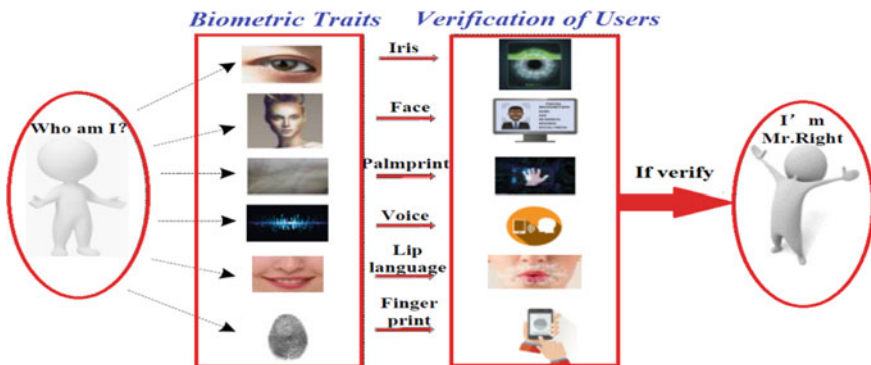 Biometric Traits
Verification of Users
Who am I?
Iris
Face
Palmprint
Voice
Lip
language
Finger
print
If verify
I'm
Mr.Right